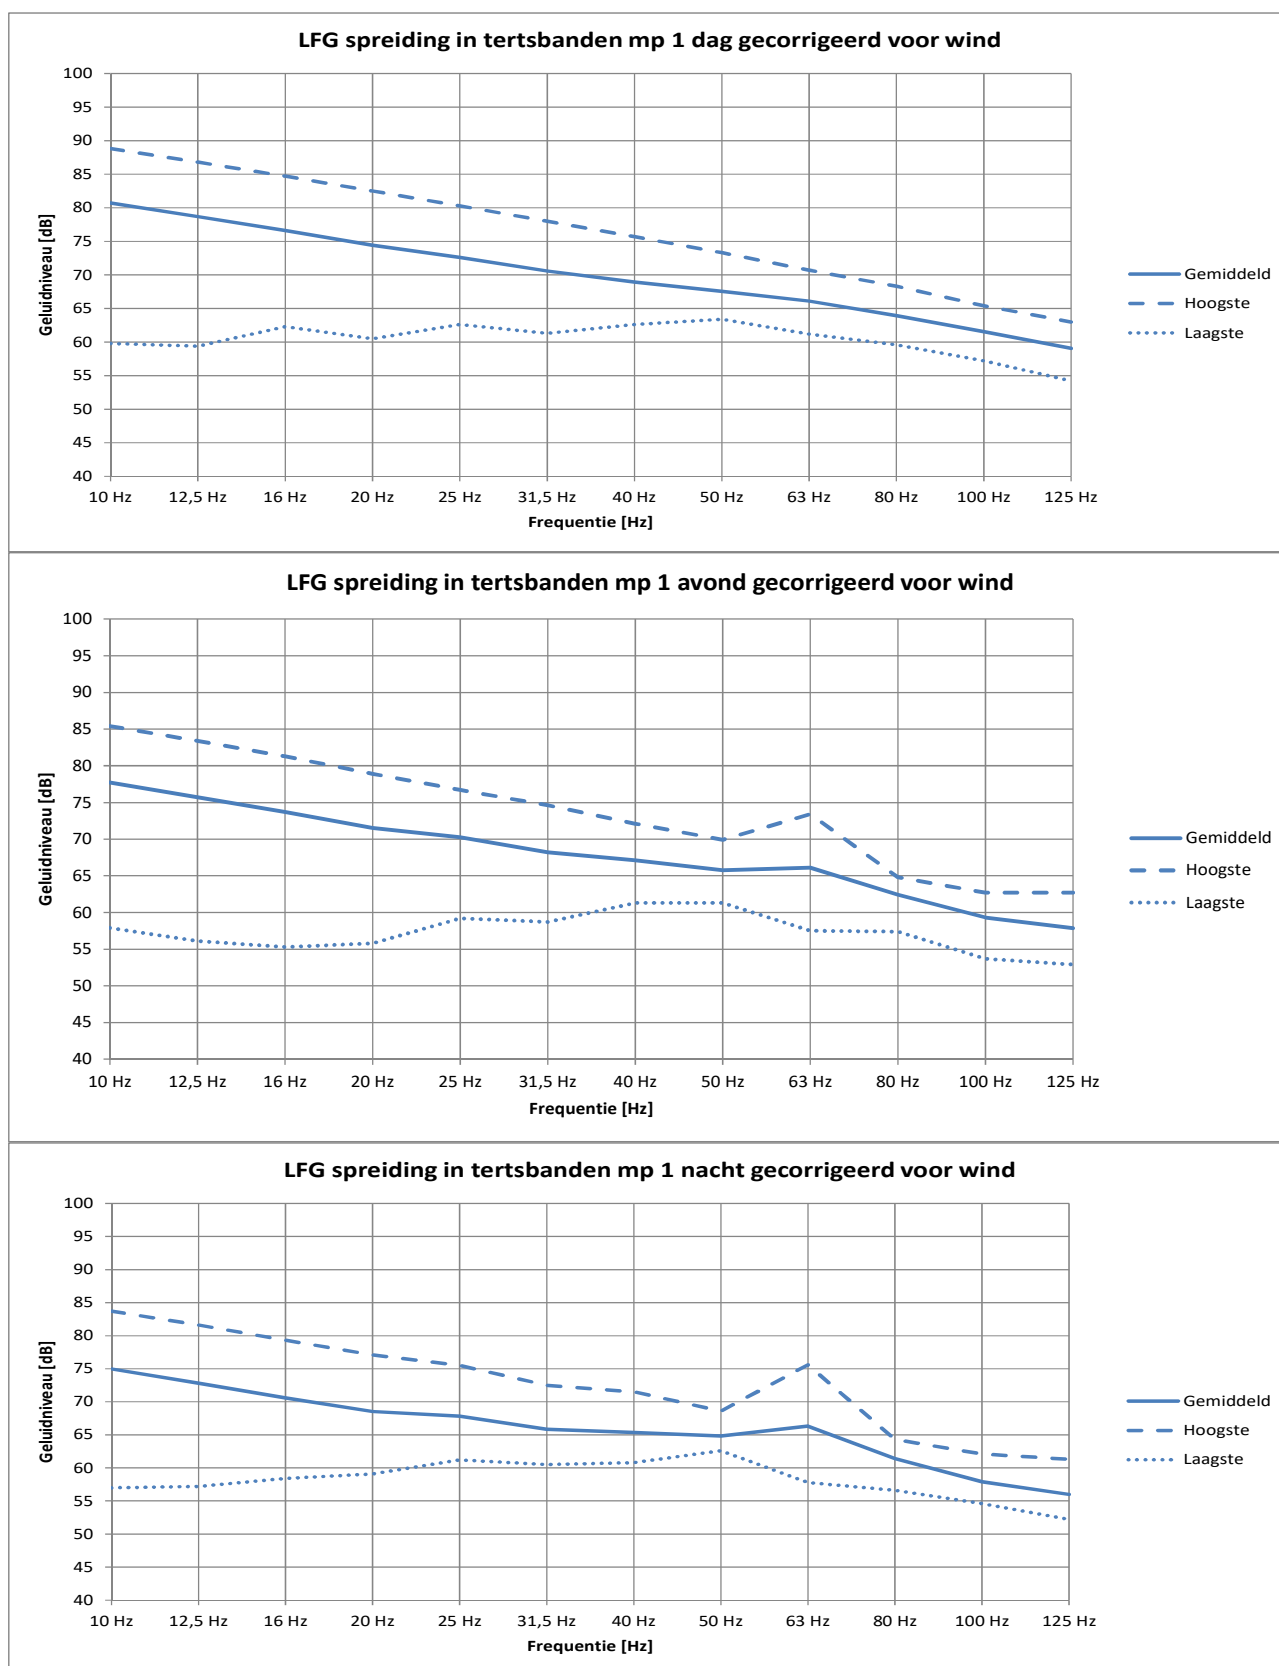 LFG spreiding in tertsbanden mp 1 dag gecorrigeerd voor wind
100
95
90
85
80
75
70
65
60
55
50
45
40
Geluidniveau [dB]
10 Hz 12,5 Hz 16 Hz 20 Hz 25 Hz 31,5 Hz 40 Hz 50 Hz 63 Hz 80 Hz 100 Hz 125 Hz
Frequentie [Hz]
Gemiddeld
Hoogste
Laagste
LFG spreiding in tertsbanden mp 1 avond gecorrigeerd voor wind
100
95
90
85
80
75
70
65
60
55
50
45
40
Geluidniveau [dB]
10 Hz 12,5 Hz 16 Hz 20 Hz 25 Hz 31,5 Hz 40 Hz 50 Hz 63 Hz 80 Hz 100 Hz 125 Hz
Frequentie [Hz]
Gemiddeld
Hoogste
Laagste
LFG spreiding in tertsbanden mp 1 nacht gecorrigeerd voor wind
100
95
90
85
80
75
70
65
60
55
50
45
40
Geluidniveau [dB]
10 Hz 12,5 Hz 16 Hz 20 Hz 25 Hz 31,5 Hz 40 Hz 50 Hz 63 Hz 80 Hz 100 Hz 125 Hz
Frequentie [Hz]
Gemiddeld
Hoogste
Laagste